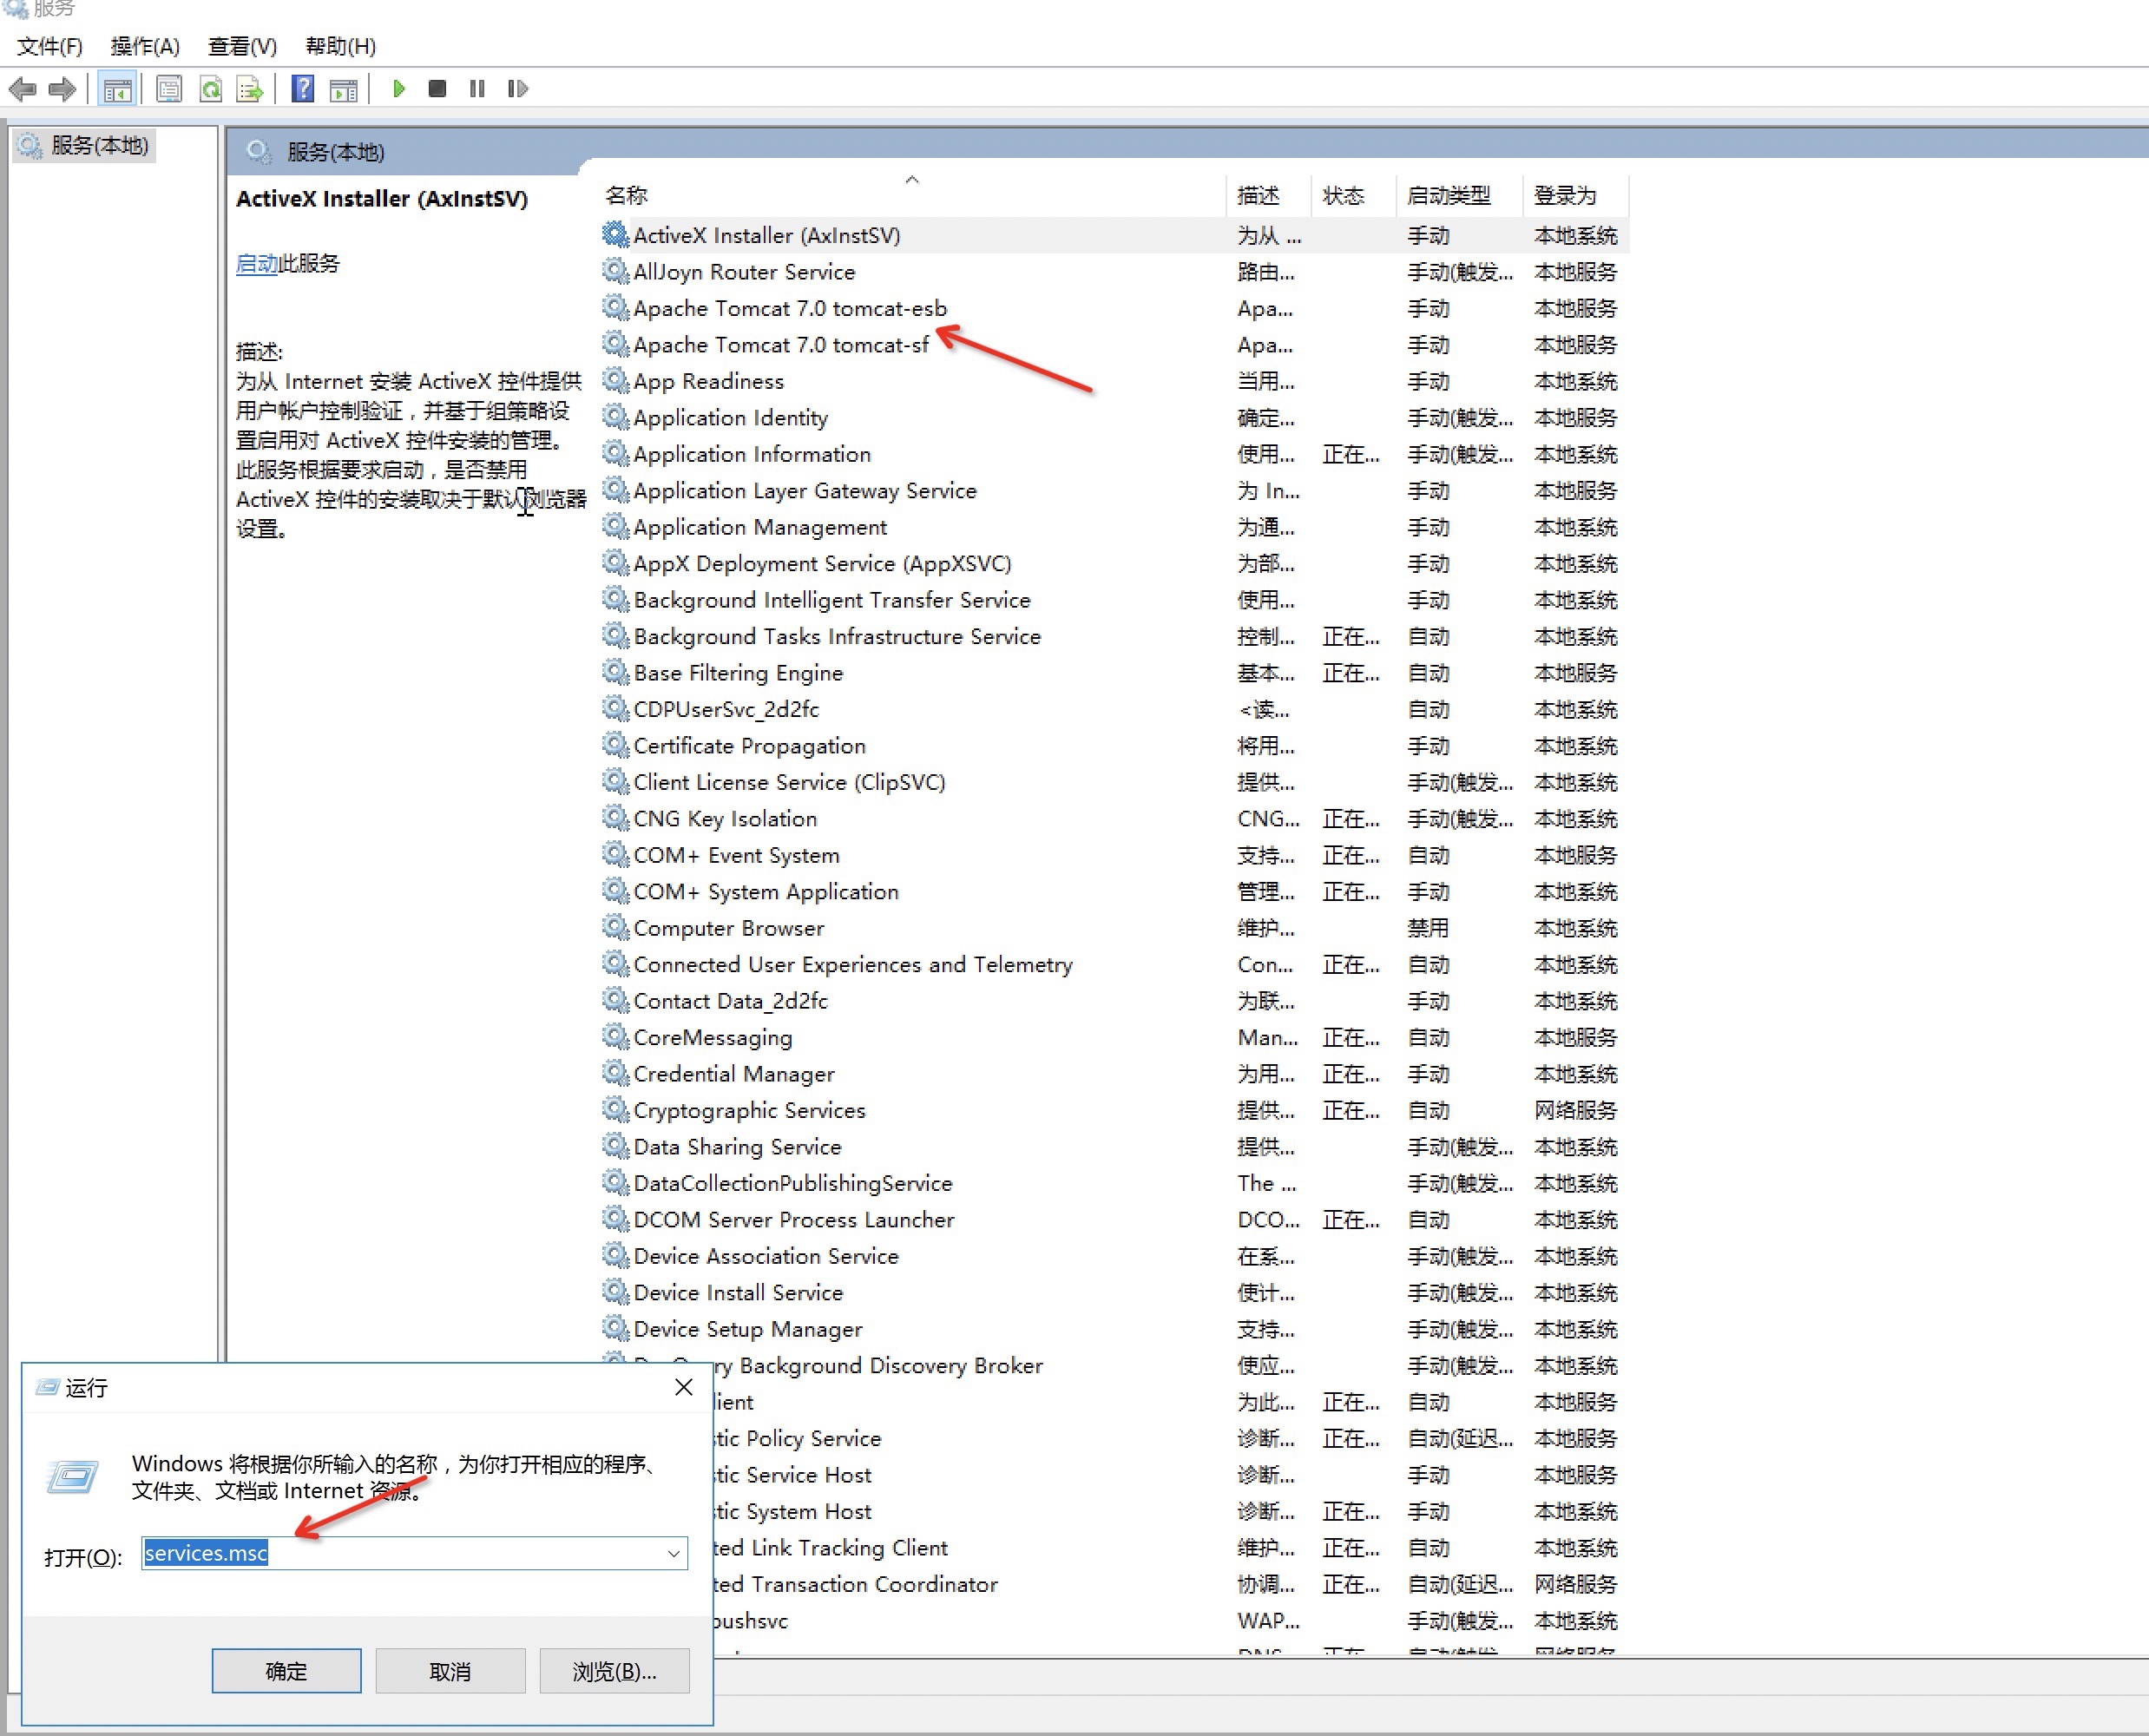 服务
文件(F) 操作(A) 查看(V) 帮助(H)
服务(本地)
服务(本地)
ActiveX Installer (AxInstSV)
启动此服务
描述:
为从 Internet 安装 ActiveX 控件提供
用户帐户控制验证，并基于组策略设
置启用对 ActiveX 控件安装的管理。
此服务根据要求启动，是否禁用
ActiveX 控件的安装取决于默认浏览器
设置。
名称 描述 状态 启动类型 登录为
ActiveX Installer (AxInstSV) 为从 ... 手动 本地系统
AllJoyn Router Service 路由... 手动(触发... 本地服务
Apache Tomcat 7.0 tomcat-esb Apa... 手动 本地服务
Apache Tomcat 7.0 tomcat-sf Apa... 手动 本地服务
App Readiness 当用... 手动 本地系统
Application Identity 确定... 手动(触发... 本地服务
Application Information 使用... 正在... 手动(触发... 本地系统
Application Layer Gateway Service 为 In... 手动 本地服务
Application Management 为通... 手动 本地系统
AppX Deployment Service (AppXSVC) 为部... 手动 本地系统
Background Intelligent Transfer Service 使用... 手动 本地系统
Background Tasks Infrastructure Service 控制... 正在... 自动 本地系统
Base Filtering Engine 基本... 正在... 自动 本地服务
CDPUserSvc_2d2fc <读... 自动 本地系统
Certificate Propagation 将用... 手动 本地系统
Client License Service (ClipSVC) 提供... 手动(触发... 本地系统
CNG Key Isolation CNG... 正在... 手动(触发... 本地系统
COM+ Event System 支持... 正在... 自动 本地服务
COM+ System Application 管理... 正在... 手动 本地系统
Computer Browser 维护... 禁用 本地系统
Connected User Experiences and Telemetry Con... 正在... 自动 本地系统
Contact Data_2d2fc 为联... 手动 本地系统
CoreMessaging Man... 正在... 自动 本地服务
Credential Manager 为用... 正在... 手动 本地系统
Cryptographic Services 提供... 正在... 自动 网络服务
Data Sharing Service 提供... 手动(触发... 本地系统
DataCollectionPublishingService The ... 手动(触发... 本地系统
DCOM Server Process Launcher DCO... 正在... 自动 本地系统
Device Association Service 在系... 手动(触发... 本地系统
Device Install Service 使计... 手动(触发... 本地系统
Device Setup Manager 支持... 手动(触发... 本地系统
ry Background Discovery Broker 使应... 手动(触发... 本地系统
lient 为此... 正在... 自动 本地服务
stic Policy Service 诊断... 正在... 自动(延迟... 本地服务
stic Service Host 诊断... 手动 本地服务
stic System Host 诊断... 正在... 手动 本地系统
ted Link Tracking Client 维护... 正在... 自动 本地系统
ted Transaction Coordinator 协调... 正在... 自动(延迟... 网络服务
pushsvc WAP... 手动(触发... 本地系统
运行
Windows 将根据你所输入的名称，为你打开相应的程序、
文件夹、文档或 Internet 资源。
打开(O): services.msc
确定 取消 浏览(B)...